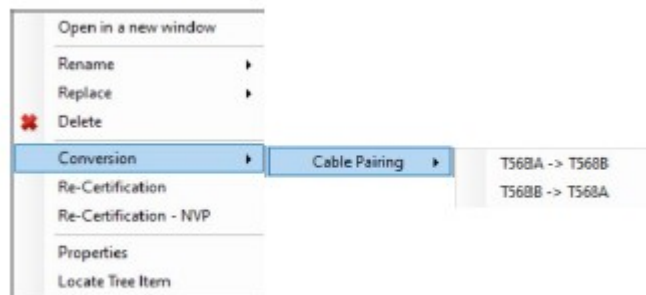 Open in a new window
Rename
Replace
Delete
Conversion
Cable Pairing
T568A -> T568B
T568B -> T568A
Re-Certification
Re-Certification - NVP
Properties
Locate Tree Item